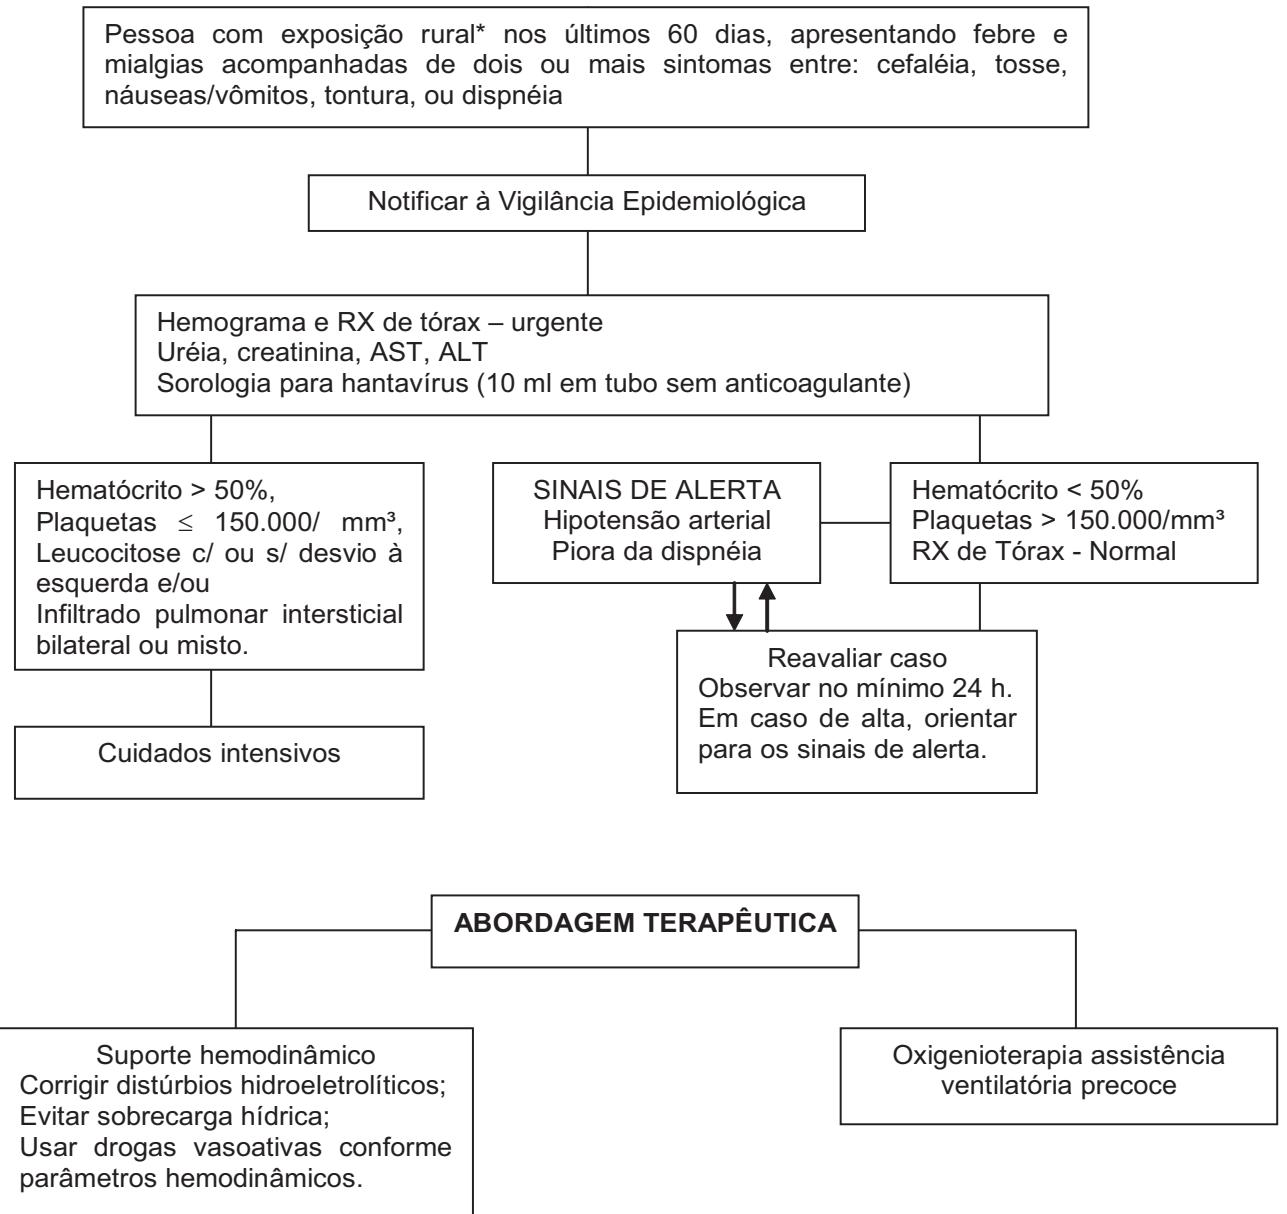 Pessoa com exposição rural* nos últimos 60 dias, apresentando febre e
mialgias acompanhadas de dois ou mais sintomas entre: cefaléia, tosse,
náuseas/vômitos, tontura, ou dispnéia
Notificar à Vigilância Epidemiológica
Hemograma e RX de tórax – urgente
Uréia, creatinina, AST, ALT
Sorologia para hantavírus (10 ml em tubo sem anticoagulante)
Hematócrito > 50%,
Plaquetas ≤ 150.000/ mm³,
Leucocitose c/ ou s/ desvio à
esquerda e/ou
Infiltrado pulmonar intersticial
bilateral ou misto.
SINAIS DE ALERTA
Hipotensão arterial
Piora da dispnéia
Hematócrito < 50%
Plaquetas > 150.000/mm³
RX de Tórax - Normal
Reavaliar caso
Observar no mínimo 24 h.
Em caso de alta, orientar
para os sinais de alerta.
Cuidados intensivos
ABORDAGEM TERAPÊUTICA
Suporte hemodinâmico
Corrigir distúrbios hidroeletrolíticos;
Evitar sobrecarga hídrica;
Usar drogas vasoativas conforme
parâmetros hemodinâmicos.
Oxigenioterapia assistência
ventilatória precoce